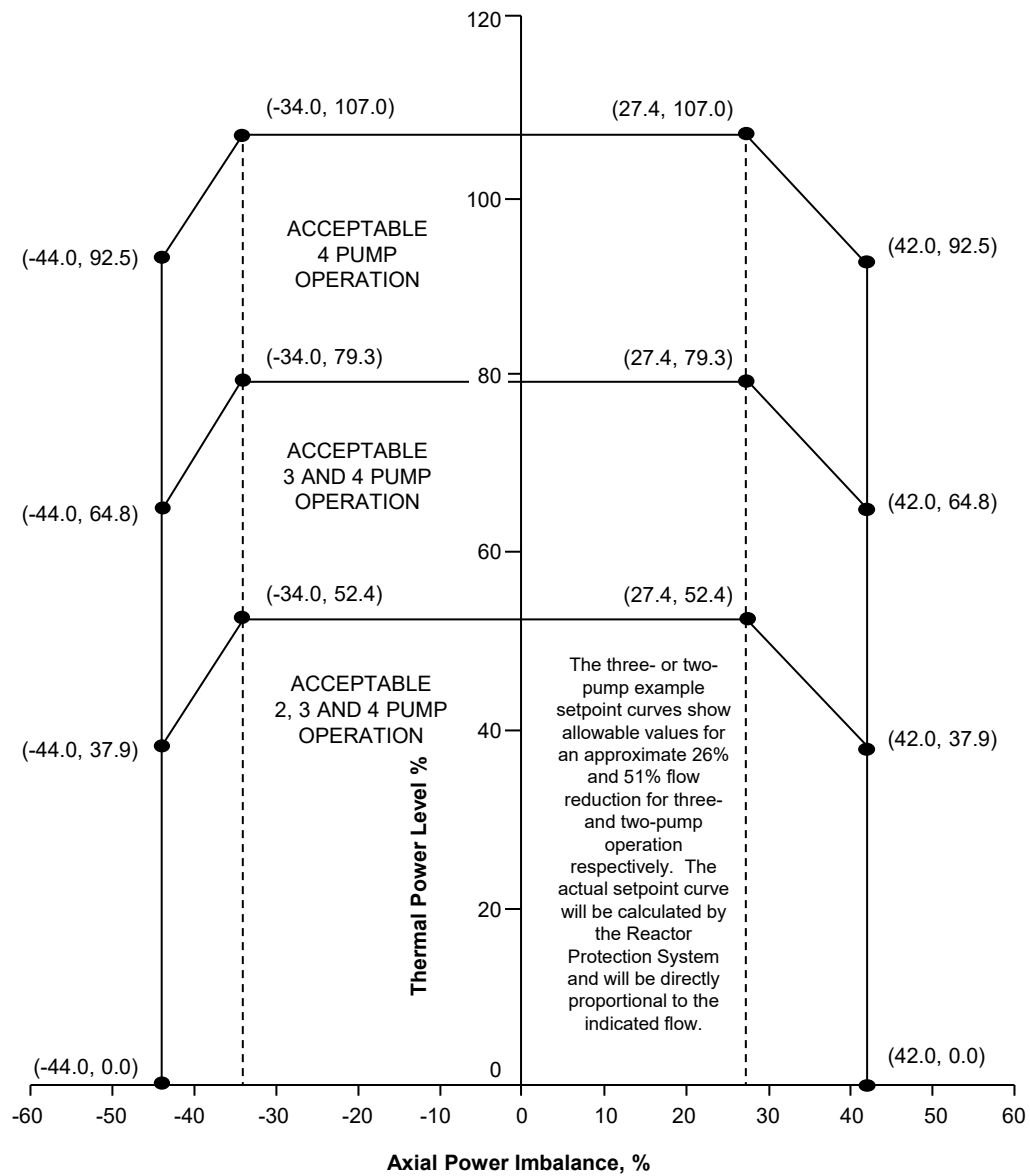 120
(-34.0, 107.0)
(27.4, 107.0)
100
ACCEPTABLE
4 PUMP
OPERATION
(-44.0, 92.5)
(42.0, 92.5)
(-34.0, 79.3)
80
(27.4, 79.3)
ACCEPTABLE
3 AND 4 PUMP
OPERATION
(-44.0, 64.8)
(42.0, 64.8)
60
(-34.0, 52.4)
(27.4, 52.4)
ACCEPTABLE
2, 3 AND 4 PUMP
OPERATION
(-44.0, 37.9)
40
(42.0, 37.9)
The three- or two-
pump example
setpoint curves show
allowable values for
an approximate 26%
and 51% flow
reduction for three-
and two-pump
operation
respectively. The
actual setpoint curve
will be calculated by
the Reactor
Protection System
and will be directly
proportional to the
indicated flow.
Thermal Power Level %
20
(-44.0, 0.0)
0
(42.0, 0.0)
-60 -50 -40 -30 -20 -10 0 10 20 30 40 50 60
Axial Power Imbalance, %